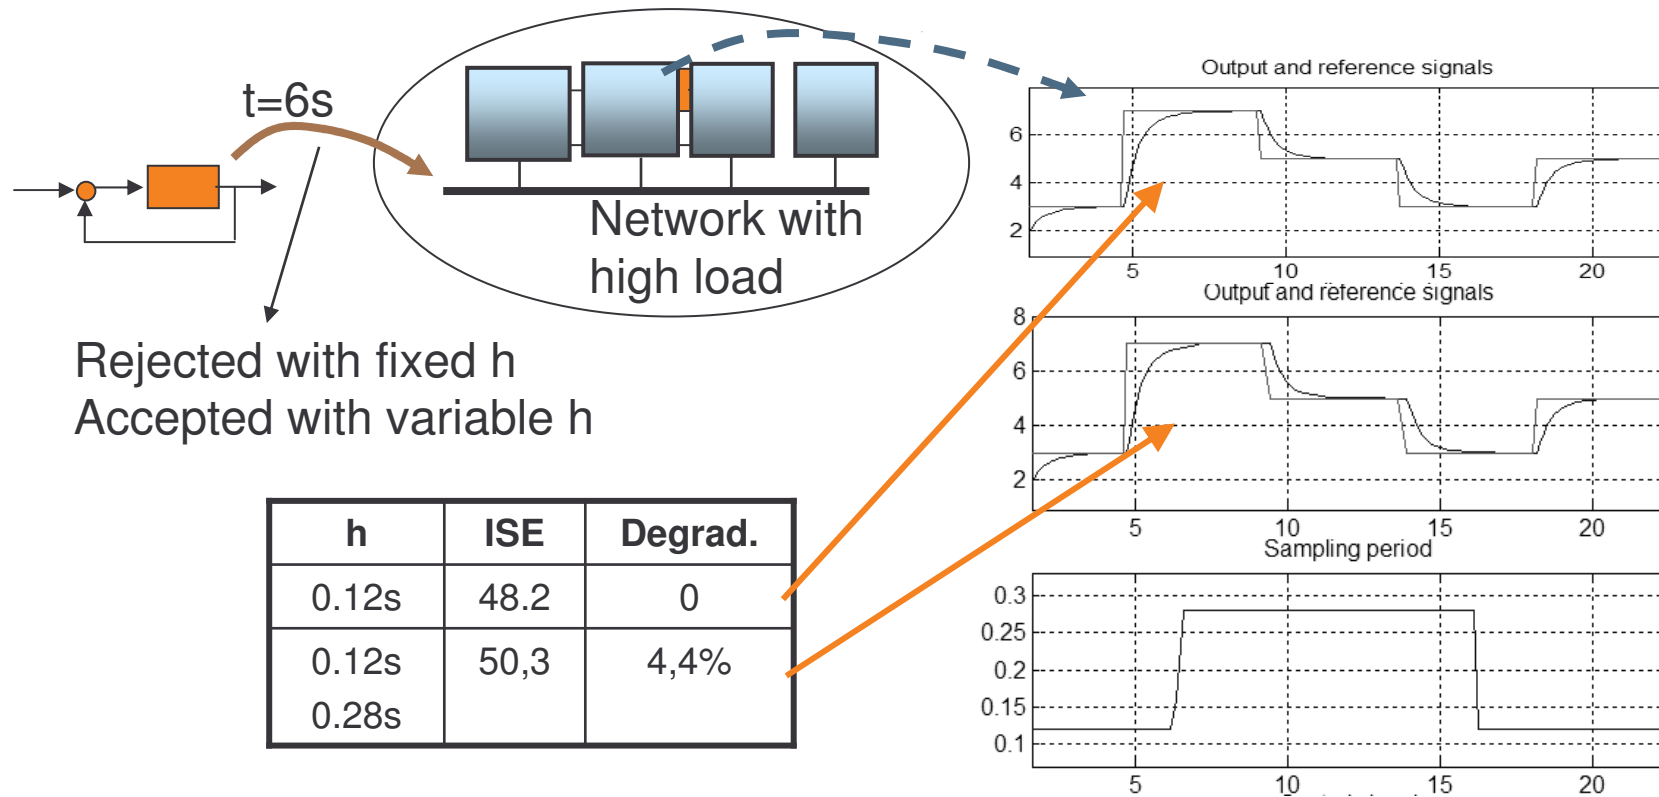 t=6s
Network with
high load
Rejected with fixed h
Accepted with variable h
h ISE Degrad.
0.12s 48.2 0
0.12s 50,3 4,4%
0.28s
Output and reference signals
6
4
2
5 10 15 20
Output and reference signals
8
6
4
2
5 10 15 20
Sampling period
0.3
0.25
0.2
0.15
0.1
5 10 15 20